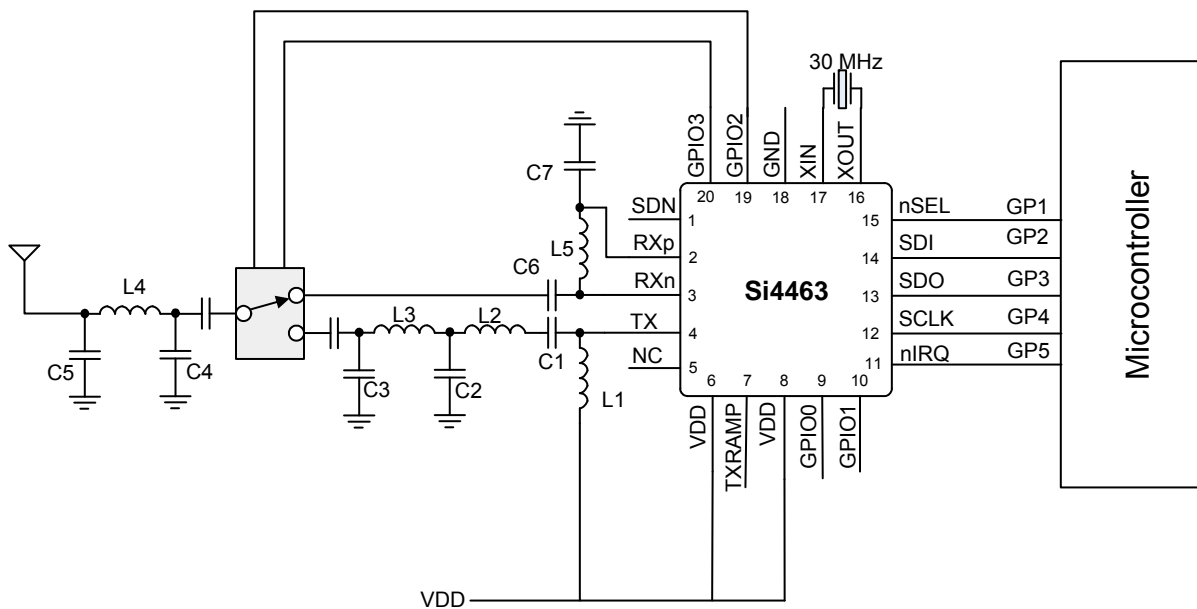 30 MHz
GPIO3
GPIO2
GND
XIN
XOUT
20
19
18
17
16
C7
SDN
1
15
nSEL
GP1
L5
RXp
2
14
SDI
GP2
C6
RXn
3
Si4463
13
SDO
GP3
L4
L3
L2
TX
4
12
SCLK
GP4
C1
NC
5
11
nIRQ
GP5
C5
C4
C3
C2
L1
6
7
8
9
10
VDD
TXRAMP
VDD
GPIO0
GPIO1
Microcontroller
VDD